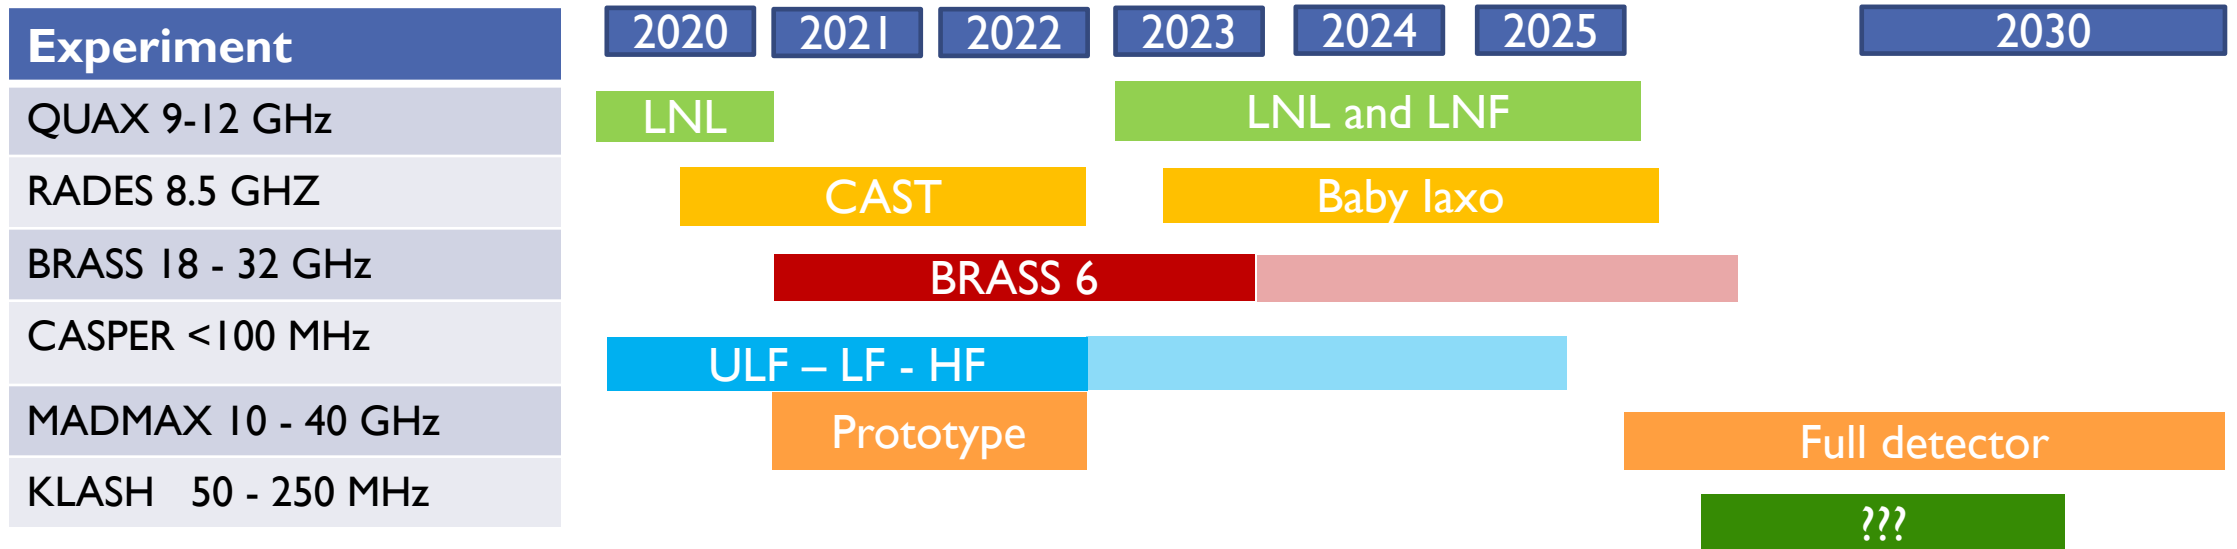 Experiment 2020 2021 2022 2023 2024 2025 2030
QUAX 9-12 GHz LNL LNL and LNF
RADES 8.5 GHZ CAST Baby Iaxo
BRASS 18 - 32 GHz BRASS 6
CASPER <100 MHz ULF – LF - HF
MADMAX 10 - 40 GHz Prototype Full detector
KLASH 50 - 250 MHz ???